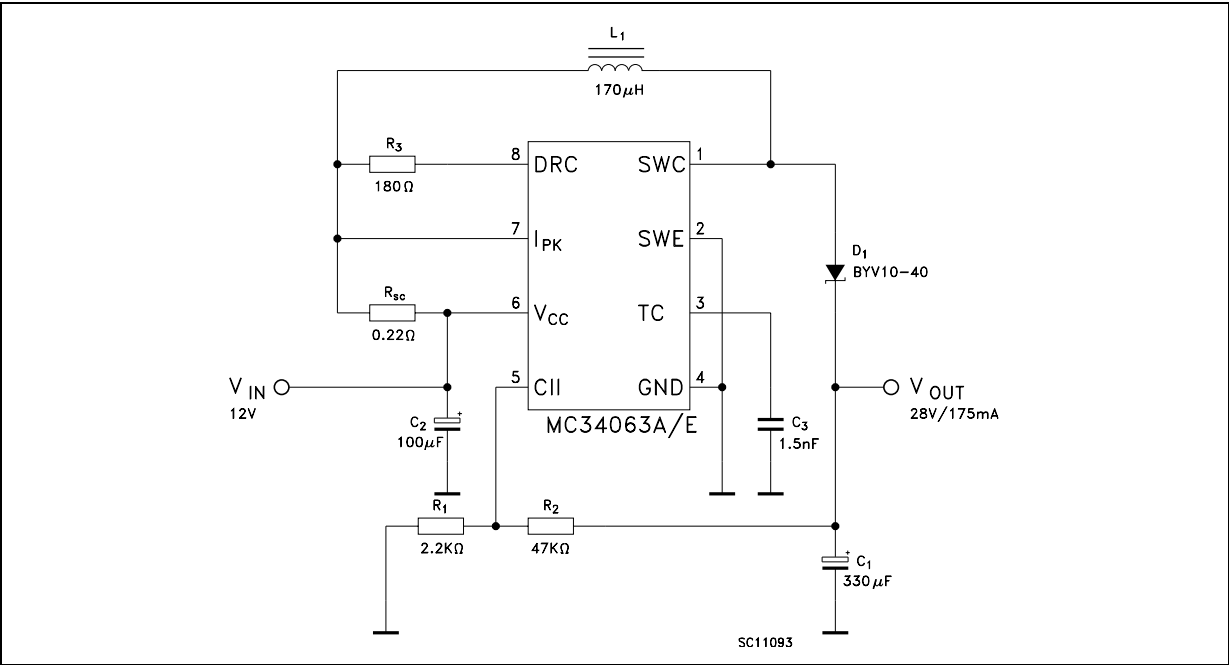 L1
170μH
R3
180Ω
8 DRC
SWC 1
7 IPK
SWE 2
D1
BYV10-40
Rsc
0.22Ω
6 VCC
TC 3
VIN
12V
5 CII
GND 4
VOUT
28V/175mA
C2
100μF
+
MC34063A/E
C3
1.5nF
R1
2.2KΩ
R2
47KΩ
+
C1
330μF
SC11093